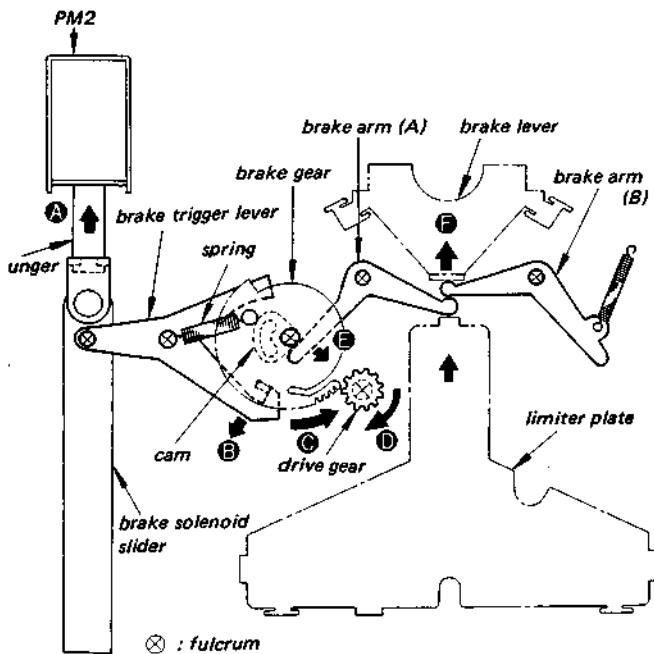 PM2
brake arm (A)
brake lever
brake gear
brake arm
(B)
A
brake trigger lever
F
unger
spring
E
cam
B
C
D
drive gear
limiter plate
brake solenoid
slider
: fulcrum